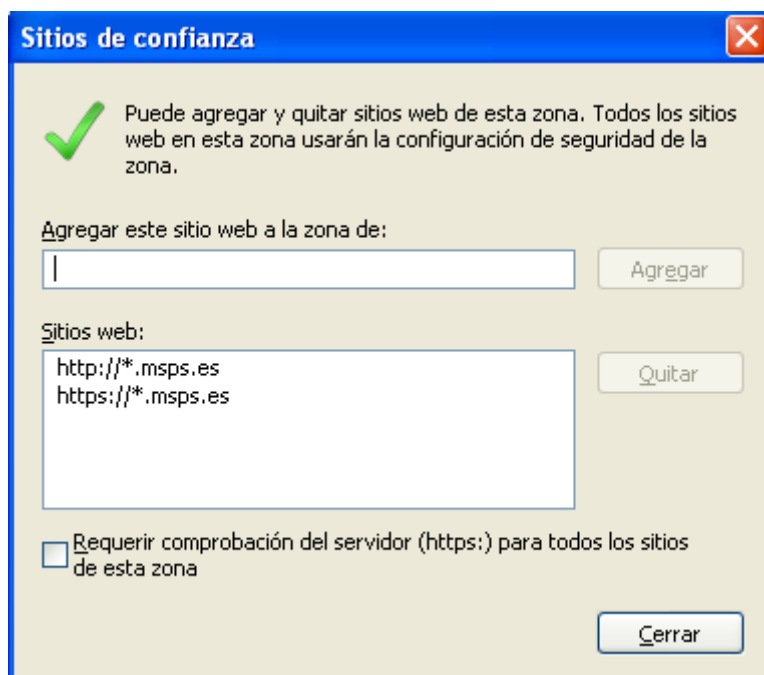 Sitios de confianza
Puede agregar y quitar sitios web de esta zona. Todos los sitios
web en esta zona usarán la configuración de seguridad de la
zona.
Agregar este sitio web a la zona de:
Agregar
Sitios web:
http://*.msps.es
https://*.msps.es
Quitar
Requerir comprobación del servidor (https:) para todos los sitios
de esta zona
Cerrar